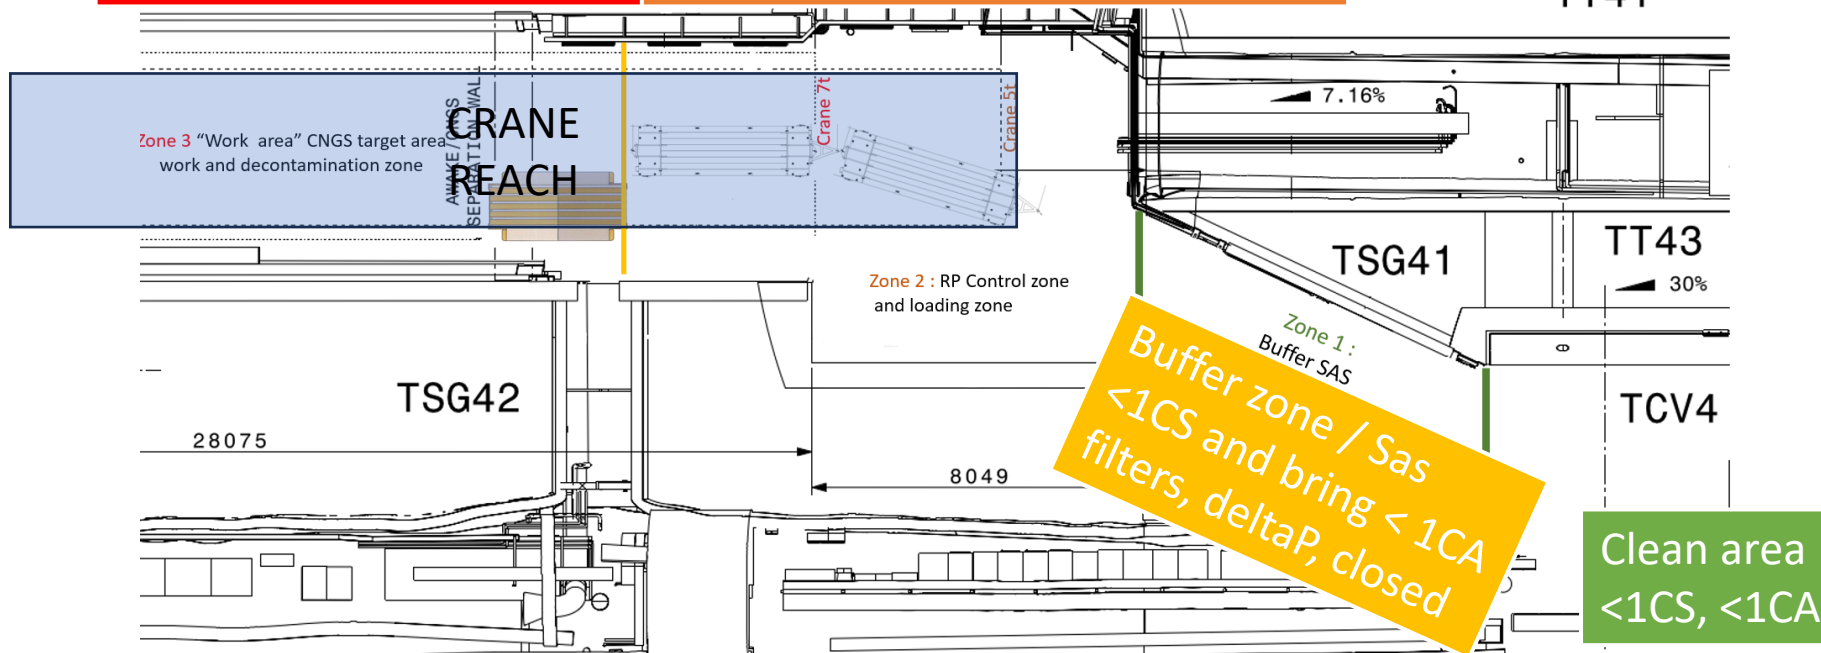 7.16%
Crane 7t
Crane 5t
AWAKE/CNGS
SEPARATION WALL
CRANE
REACH
Zone 3 “Work area” CNGS target area
work and decontamination zone
TSG41
TT43
30%
Zone 2 : RP Control zone
and loading zone
Zone 1 :
Buffer SAS
Buffer zone / Sas
<1CS and bring < 1CA
filters, deltaP, closed
TSG42
TCV4
28075
8049
Clean area
<1CS, <1CA